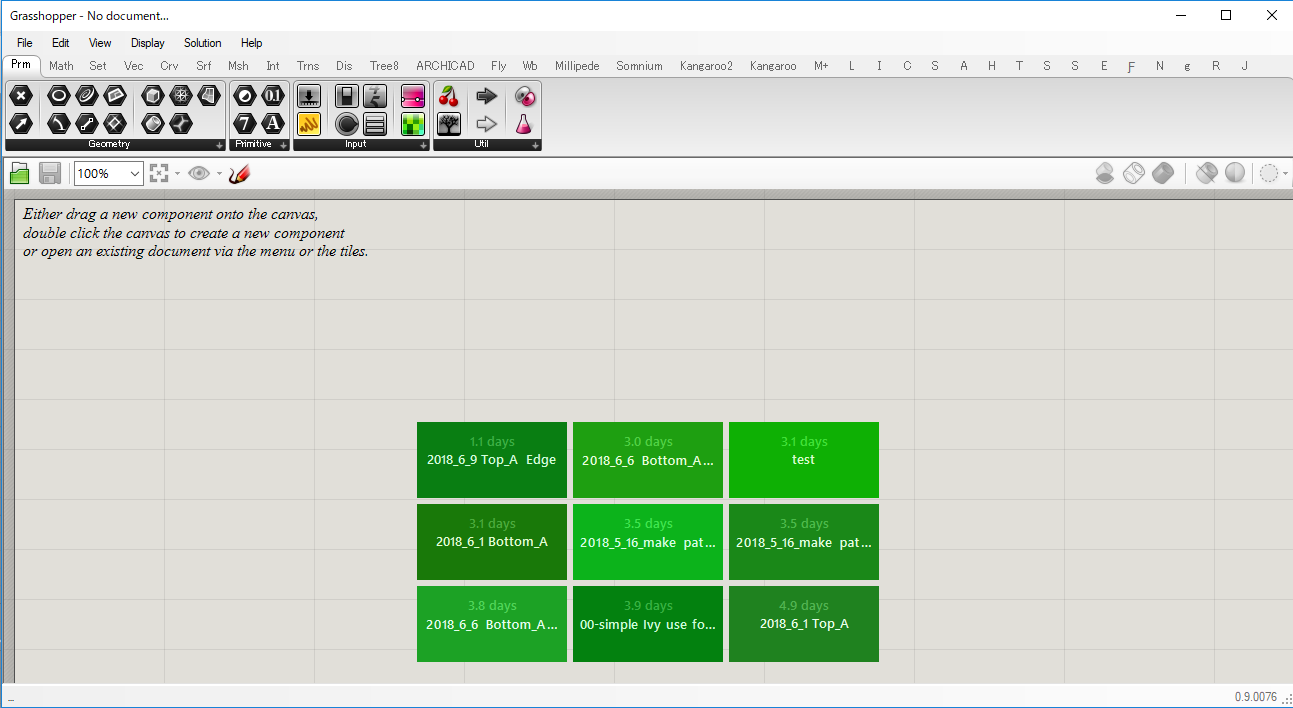 Grasshopper - No document...
File Edit View Display Solution Help
Prm Math Set Vec Crv Srf Msh Int Trns Dis Tree8 ARCHICAD Fly Wb Millipede Somnium Kangaroo2 Kangaroo M+ L I C S A H T S S E Ƒ N g R J
0.1
7 A
Geometry Primitive Input Util
100%
Either drag a new component onto the canvas,
double click the canvas to create a new component
or open an existing document via the menu or the tiles.
1.1 days 3.0 days 3.1 days
2018_6_9 Top_A Edge 2018_6_6 Bottom_A... test
3.1 days 3.5 days 3.5 days
2018_6_1 Bottom_A 2018_5_16_make pat... 2018_5_16_make pat...
3.8 days 3.9 days 4.9 days
2018_6_6 Bottom_A... 00-simple Ivy use fo... 2018_6_1 Top_A
0.9.0076